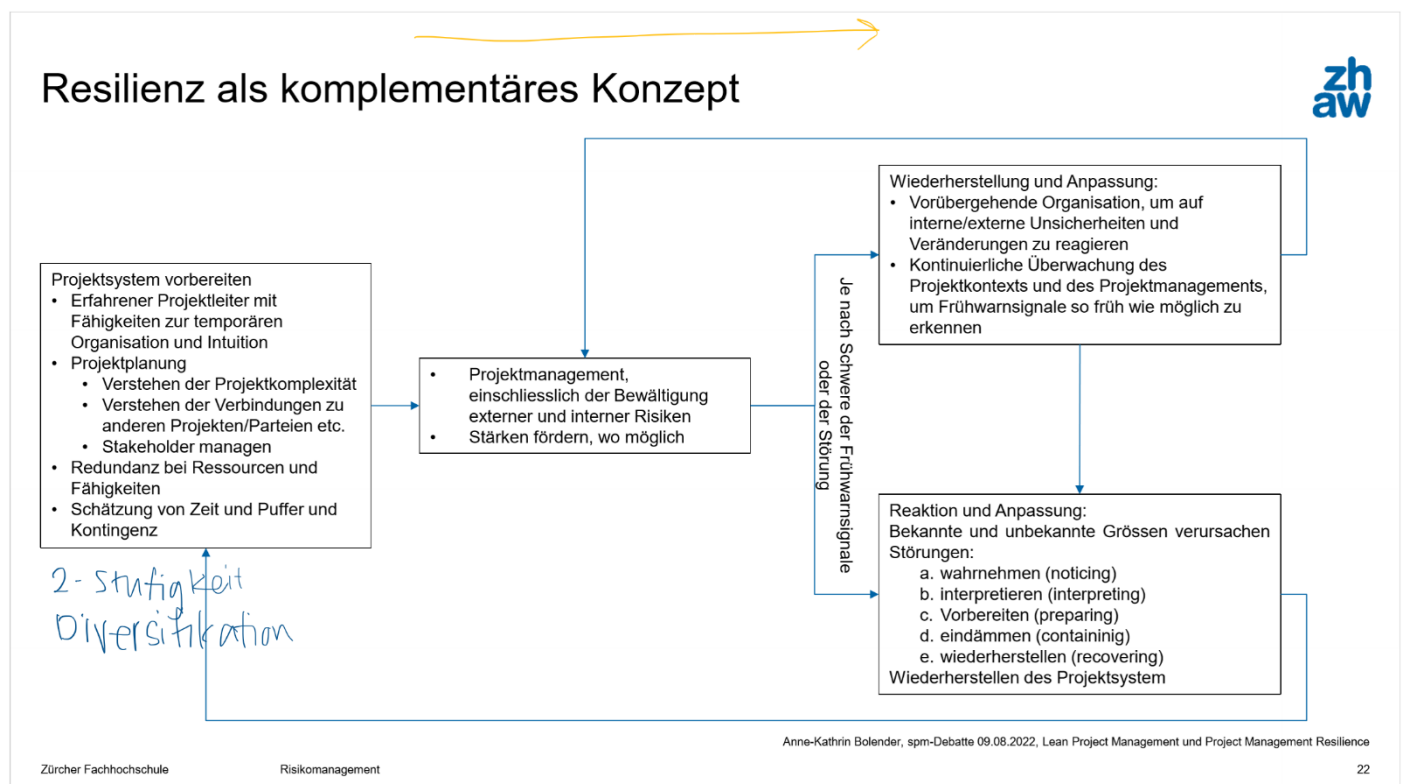 Resilienz als komplementäres Konzept
zh
aw
Projektsystem vorbereiten
• Erfahrener Projektleiter mit
Fähigkeiten zur temporären
Organisation und Intuition
• Projektplanung
• Verstehen der Projektkomplexität
• Verstehen der Verbindungen zu
anderen Projekten/Parteien etc.
• Stakeholder managen
• Redundanz bei Ressourcen und
Fähigkeiten
• Schätzung von Zeit und Puffer und
Kontingenz
2-Stufigkeit
Diversifikation
• Projektmanagement,
einschliesslich der Bewältigung
externer und interner Risiken
• Stärken fördern, wo möglich
Je nach Schwere der Frühwarnsignale
oder der Störung
Wiederherstellung und Anpassung:
• Vorübergehende Organisation, um auf
interne/externe Unsicherheiten und
Veränderungen zu reagieren
• Kontinuierliche Überwachung des
Projektkontexts und des Projektmanagements,
um Frühwarnsignale so früh wie möglich zu
erkennen
Reaktion und Anpassung:
Bekannte und unbekannte Grössen verursachen
Störungen:
a. wahrnehmen (noticing)
b. interpretieren (interpreting)
c. Vorbereiten (preparing)
d. eindämmen (containinig)
e. wiederherstellen (recovering)
Wiederherstellen des Projektsystem
Anne-Kathrin Bolender, spm-Debatte 09.08.2022, Lean Project Management und Project Management Resilience
Zürcher Fachhochschule
Risikomanagement
22